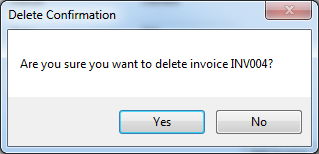 Delete Confirmation
Are you sure you want to delete invoice INV004?
Yes
No